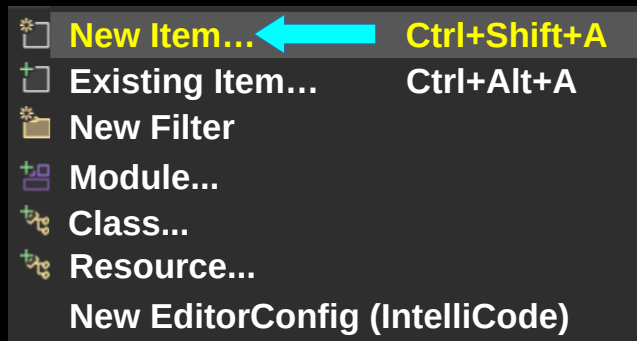 New Item… Ctrl+Shift+A
Existing Item… Ctrl+Alt+A
New Filter
Module...
Class...
Resource...
New EditorConfig (IntelliCode)